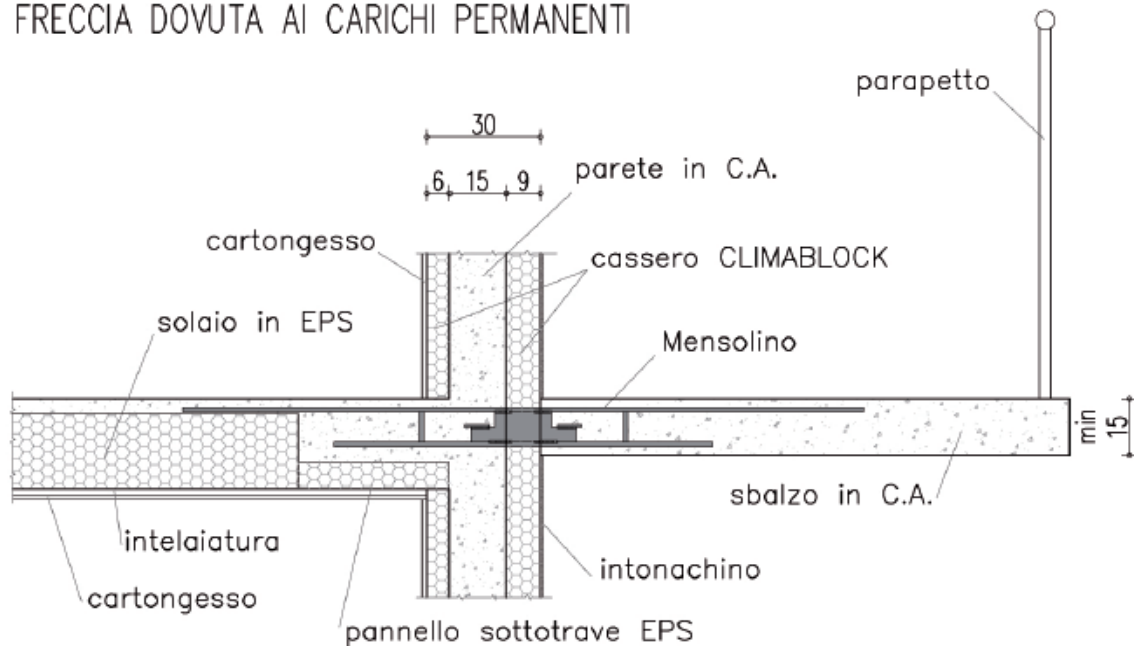 FRECCIA DOVUTA AI CARICHI PERMANENTI
parapetto
30
6 15 9
parete in C.A.
cartongesso
cassero CLIMABLOCK
solaio in EPS
Mensolino
min 15
sbalzo in C.A.
intelaiatura
intonachino
cartongesso
pannello sottotrave EPS